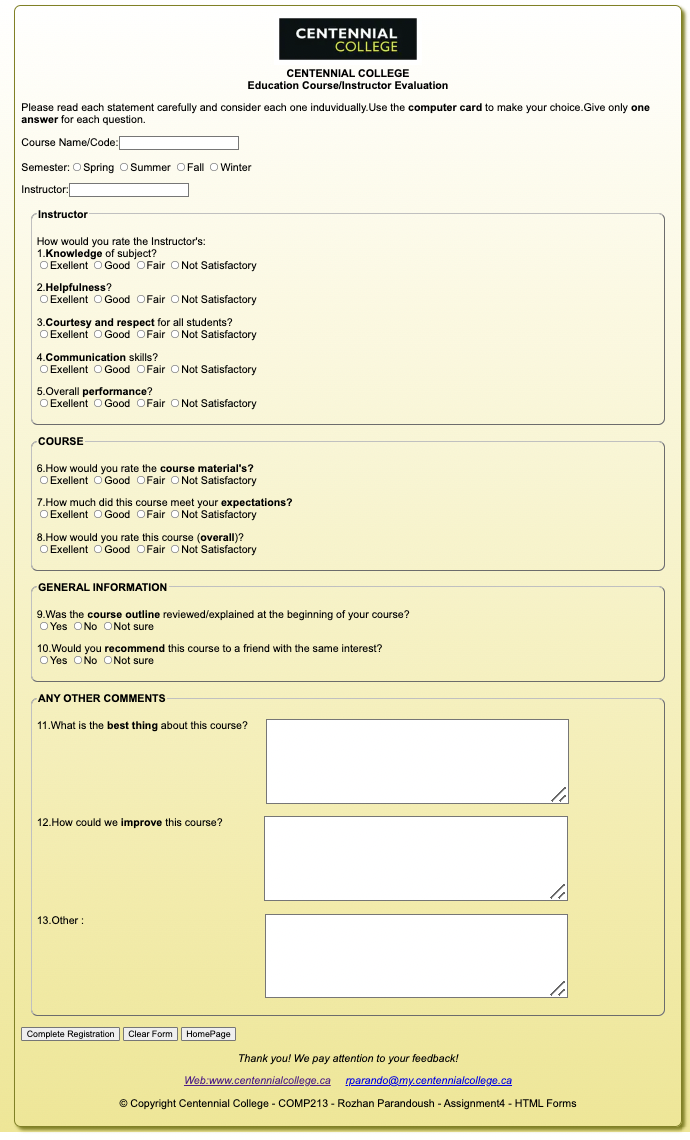 CENTENNIAL
COLLEGE
CENTENNIAL COLLEGE
Education Course/Instructor Evaluation
Please read each statement carefully and consider each one induvidually.Use the computer card to make your choice.Give only one
answer for each question.
Course Name/Code:
Semester: Spring Summer Fall Winter
Instructor:
Instructor
How would you rate the Instructor's:
1.Knowledge of subject?
Exellent Good Fair Not Satisfactory
2.Helpfulness?
Exellent Good Fair Not Satisfactory
3.Courtesy and respect for all students?
Exellent Good Fair Not Satisfactory
4.Communication skills?
Exellent Good Fair Not Satisfactory
5.Overall performance?
Exellent Good Fair Not Satisfactory
COURSE
6.How would you rate the course material's?
Exellent Good Fair Not Satisfactory
7.How much did this course meet your expectations?
Exellent Good Fair Not Satisfactory
8.How would you rate this course (overall)?
Exellent Good Fair Not Satisfactory
GENERAL INFORMATION
9.Was the course outline reviewed/explained at the beginning of your course?
Yes No Not sure
10.Would you recommend this course to a friend with the same interest?
Yes No Not sure
ANY OTHER COMMENTS
11.What is the best thing about this course?
12.How could we improve this course?
13.Other :
Complete Registration Clear Form HomePage
Thank you! We pay attention to your feedback!
Web:www.centennialcollege.ca rparando@my.centennialcollege.ca
© Copyright Centennial College - COMP213 - Rozhan Parandoush - Assignment4 - HTML Forms